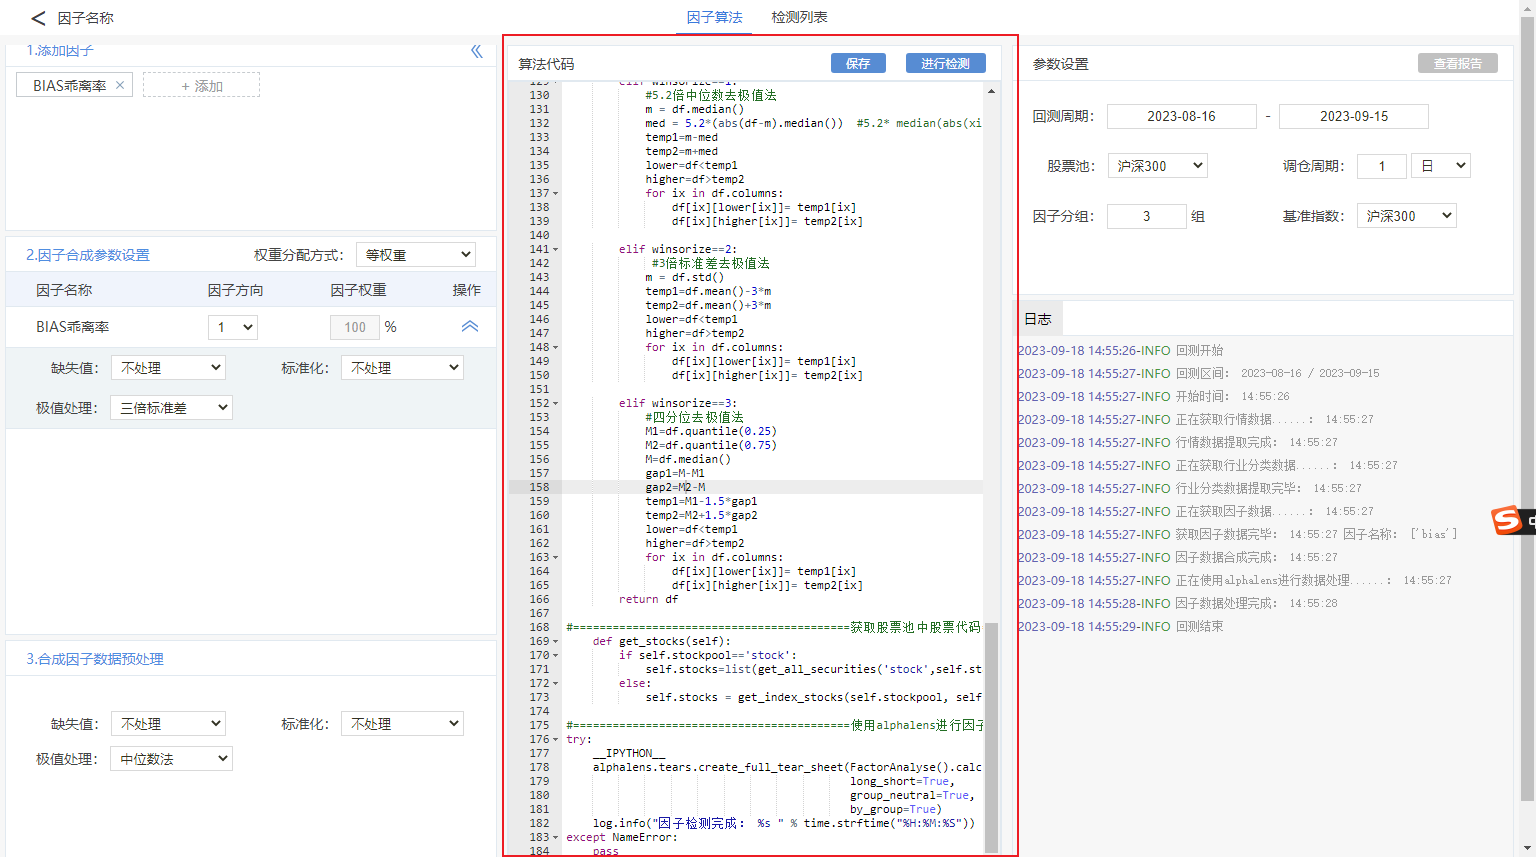 因子名称
因子算法
检测列表
1.添加因子
BIAS乖离率 ×
+ 添加
2.因子合成参数设置
权重分配方式:
等权重
因子名称
因子方向
因子权重
操作
BIAS乖离率
1
100 %
缺失值:
不处理
标准化:
不处理
极值处理:
三倍标准差
3.合成因子数据预处理
缺失值:
不处理
标准化:
不处理
极值处理:
中位数法
算法代码
保存
进行检测
129 elif winsorize==1:
130 #5.2倍中位数去极值法
131 m = df.median()
132 med = 5.2*(abs(df-m).median()) #5.2* median(abs(xi
133 temp1=m-med
134 temp2=m+med
135 lower=df<temp1
136 higher=df>temp2
137 for ix in df.columns:
138 df[ix][lower[ix]]= temp1[ix]
139 df[ix][higher[ix]]= temp2[ix]
140
141 elif winsorize==2:
142 #3倍标准差去极值法
143 m = df.std()
144 temp1=df.mean()-3*m
145 temp2=df.mean()+3*m
146 lower=df<temp1
147 higher=df>temp2
148 for ix in df.columns:
149 df[ix][lower[ix]]= temp1[ix]
150 df[ix][higher[ix]]= temp2[ix]
151
152 elif winsorize==3:
153 #四分位去极值法
154 M1=df.quantile(0.25)
155 M2=df.quantile(0.75)
156 M=df.median()
157 gap1=M-M1
158 gap2=M2-M
159 temp1=M1-1.5*gap1
160 temp2=M2+1.5*gap2
161 lower=df<temp1
162 higher=df>temp2
163 for ix in df.columns:
164 df[ix][lower[ix]]= temp1[ix]
165 df[ix][higher[ix]]= temp2[ix]
166 return df
167
168 #==========================================获取股票池中股票代码
169 def get_stocks(self):
170 if self.stockpool=='stock':
171 self.stocks=list(get_all_securities('stock',self.st
172 else:
173 self.stocks = get_index_stocks(self.stockpool, self
174
175 #==========================================使用alphalens进行因子
176 try:
177 __IPYTHON__
178 alphalens.tears.create_full_tear_sheet(FactorAnalyse().calc
179 long_short=True,
180 group_neutral=True,
181 by_group=True)
182 log.info("因子检测完成: %s " % time.strftime("%H:%M:%S"))
183 except NameError:
184 pass
参数设置
查看报告
回测周期:
2023-08-16 - 2023-09-15
股票池:
沪深300
调仓周期:
1
日
因子分组:
3 组
基准指数:
沪深300
日志
2023-09-18 14:55:26-INFO 回测开始
2023-09-18 14:55:27-INFO 回测区间: 2023-08-16 / 2023-09-15
2023-09-18 14:55:27-INFO 开始时间: 14:55:26
2023-09-18 14:55:27-INFO 正在获取行情数据......: 14:55:27
2023-09-18 14:55:27-INFO 行情数据提取完成: 14:55:27
2023-09-18 14:55:27-INFO 正在获取行业分类数据......: 14:55:27
2023-09-18 14:55:27-INFO 行业分类数据提取完毕: 14:55:27
2023-09-18 14:55:27-INFO 正在获取因子数据......: 14:55:27
2023-09-18 14:55:27-INFO 获取因子数据完毕: 14:55:27 因子名称: ['bias']
2023-09-18 14:55:27-INFO 因子数据合成完成: 14:55:27
2023-09-18 14:55:27-INFO 正在使用alphalens进行数据处理......: 14:55:27
2023-09-18 14:55:28-INFO 因子数据处理完成: 14:55:28
2023-09-18 14:55:29-INFO 回测结束